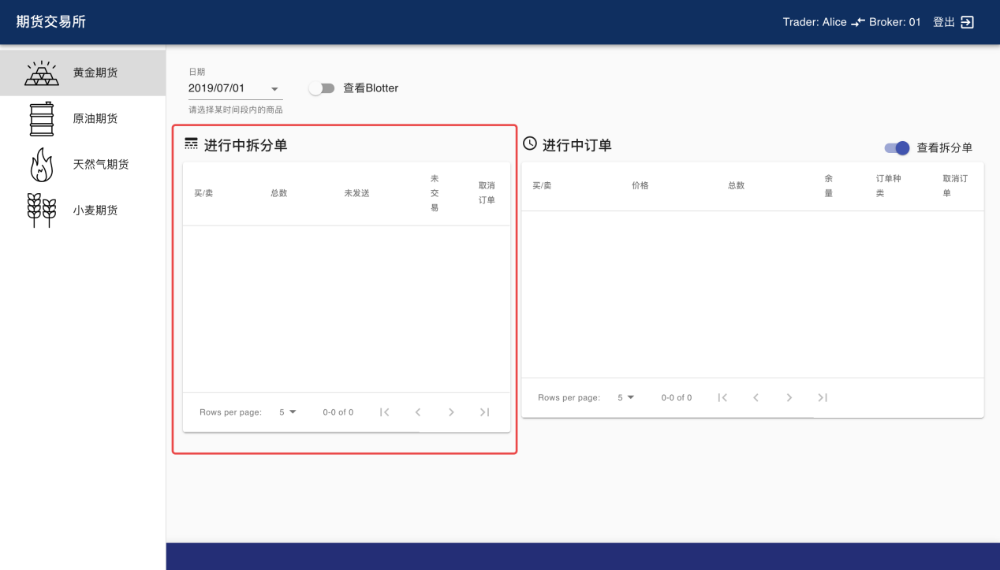 期货交易所
Trader: Alice Broker: 01 登出
黄金期货
原油期货
天然气期货
小麦期货
日期
2019/07/01
查看Blotter
请选择某时间段内的商品
进行中拆分单
买/卖 总数 未发送 未交易 取消订单
Rows per page: 5 0-0 of 0
进行中订单
查看拆分单
买/卖 价格 总数 余量 订单种类 取消订单
Rows per page: 5 0-0 of 0